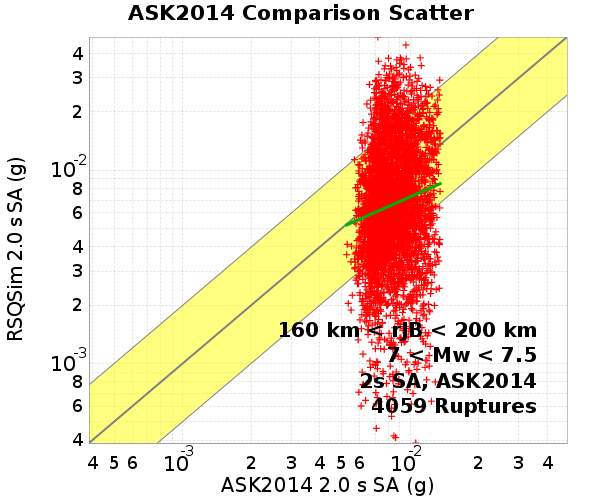 ASK2014 Comparison Scatter
RSQSim 2.0 s SA (g)
4
3
2
10-2
8
6
4
3
2
10-3
8
6
4
160 km < rJB < 200 km
7 < Mw < 7.5
2s SA, ASK2014
4059 Ruptures
4 5 6 10-3 2 3 4 5 6 10-2 2 3 4
ASK2014 2.0 s SA (g)